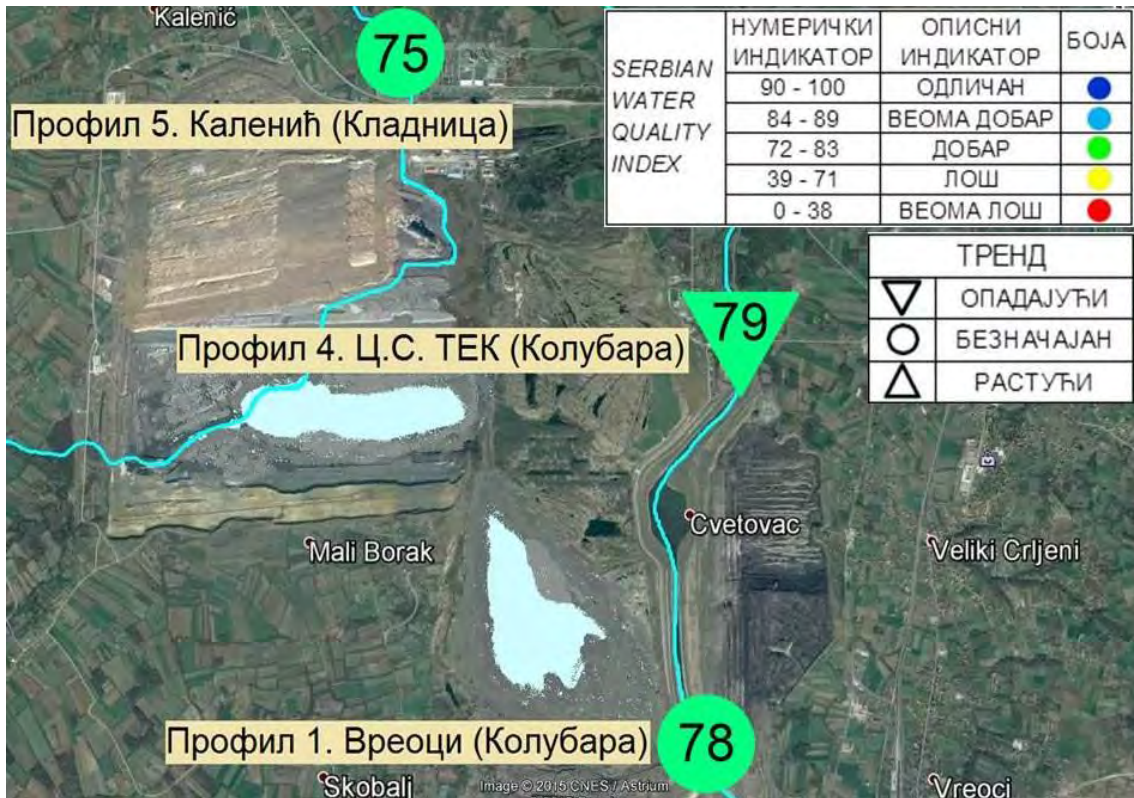 Kalenić
75
Профил 5. Каленић (Кладница)
SERBIAN
WATER
QUALITY
INDEX
НУМЕРИЧКИ
ИНДИКАТОР
ОПИСНИ
ИНДИКАТОР
БОЈА
90 - 100 ОДЛИЧАН
84 - 89 ВЕОМА ДОБАР
72 - 83 ДОБАР
39 - 71 ЛОШ
0 - 38 ВЕОМА ЛОШ
ТРЕНД
ОПАДАЈУЋИ
БЕЗНАЧАЈАН
РАСТУЋИ
79
Профил 4. Ц.С. ТЕК (Колубара)
Cvetovac
Mali Borak
Veliki Crljeni
Профил 1. Вреоци (Колубара)
78
Skobalj
Image © 2015 CNES / Astrium
Vreoci